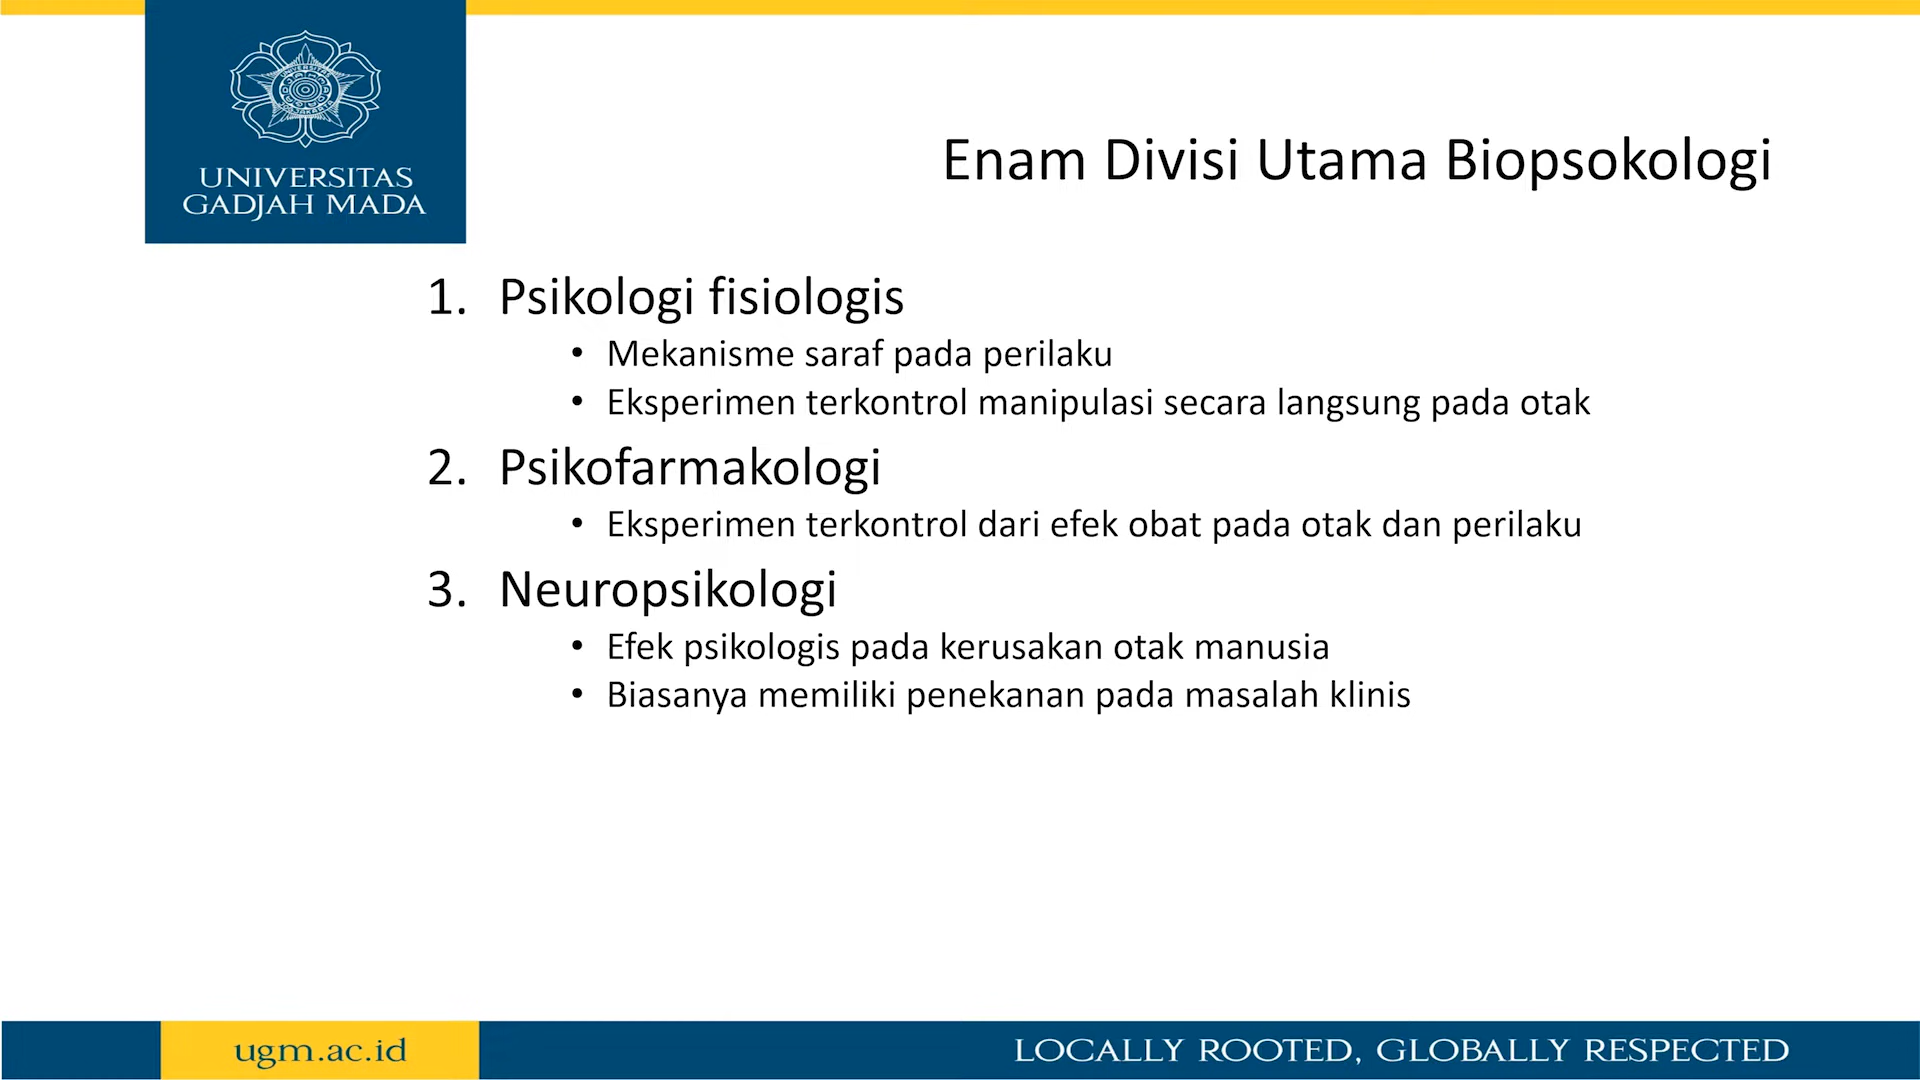 UNIVERSITAS
GADJAH MADA
Enam Divisi Utama Biopsokologi
1. Psikologi fisiologis
• Mekanisme saraf pada perilaku
• Eksperimen terkontrol manipulasi secara langsung pada otak
2. Psikofarmakologi
• Eksperimen terkontrol dari efek obat pada otak dan perilaku
3. Neuropsikologi
• Efek psikologis pada kerusakan otak manusia
• Biasanya memiliki penekanan pada masalah klinis
ugm.ac.id
LOCALLY ROOTED, GLOBALLY RESPECTED